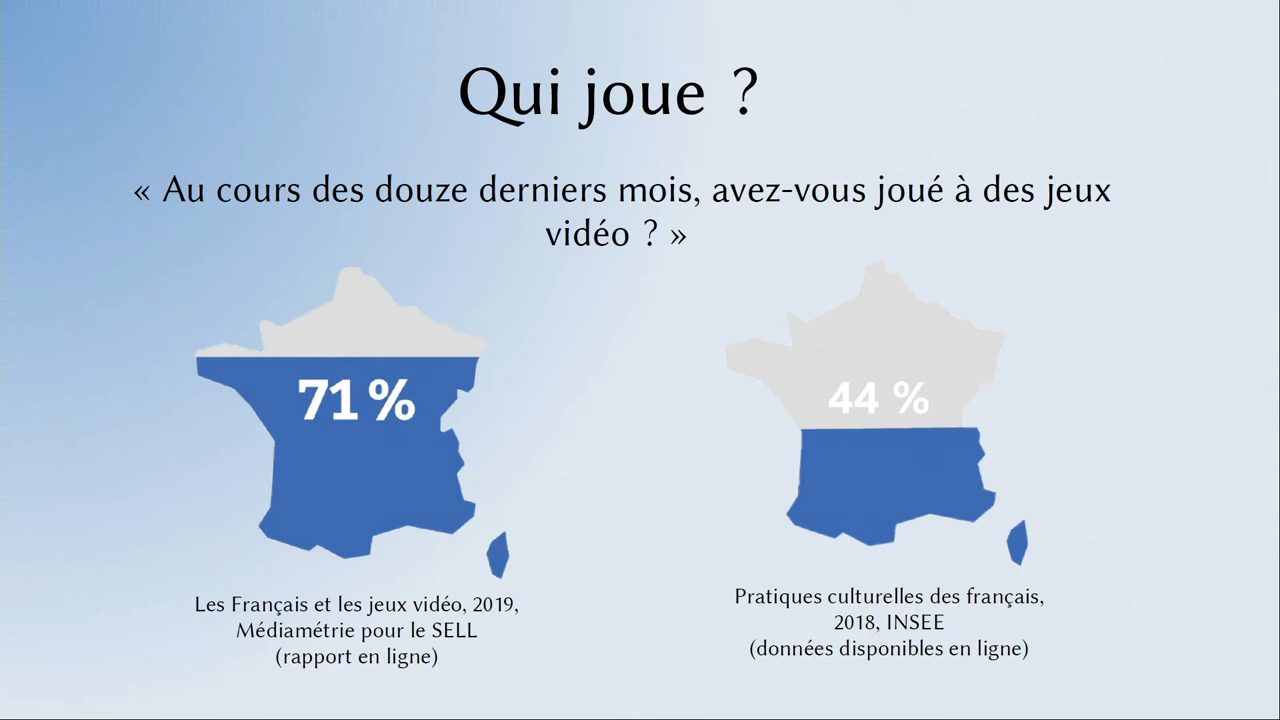 Qui joue ?
« Au cours des douze derniers mois, avez-vous joué à des jeux
vidéo ? »
71 %
44 %
Les Français et les jeux vidéo, 2019,
Médiamétrie pour le SELL
(rapport en ligne)
Pratiques culturelles des français,
2018, INSEE
(données disponibles en ligne)